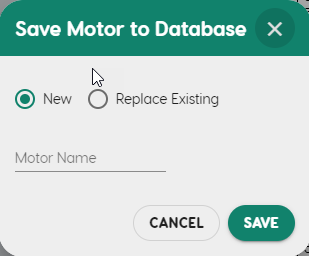 Save Motor to Database
New Replace Existing
Motor Name
CANCEL SAVE